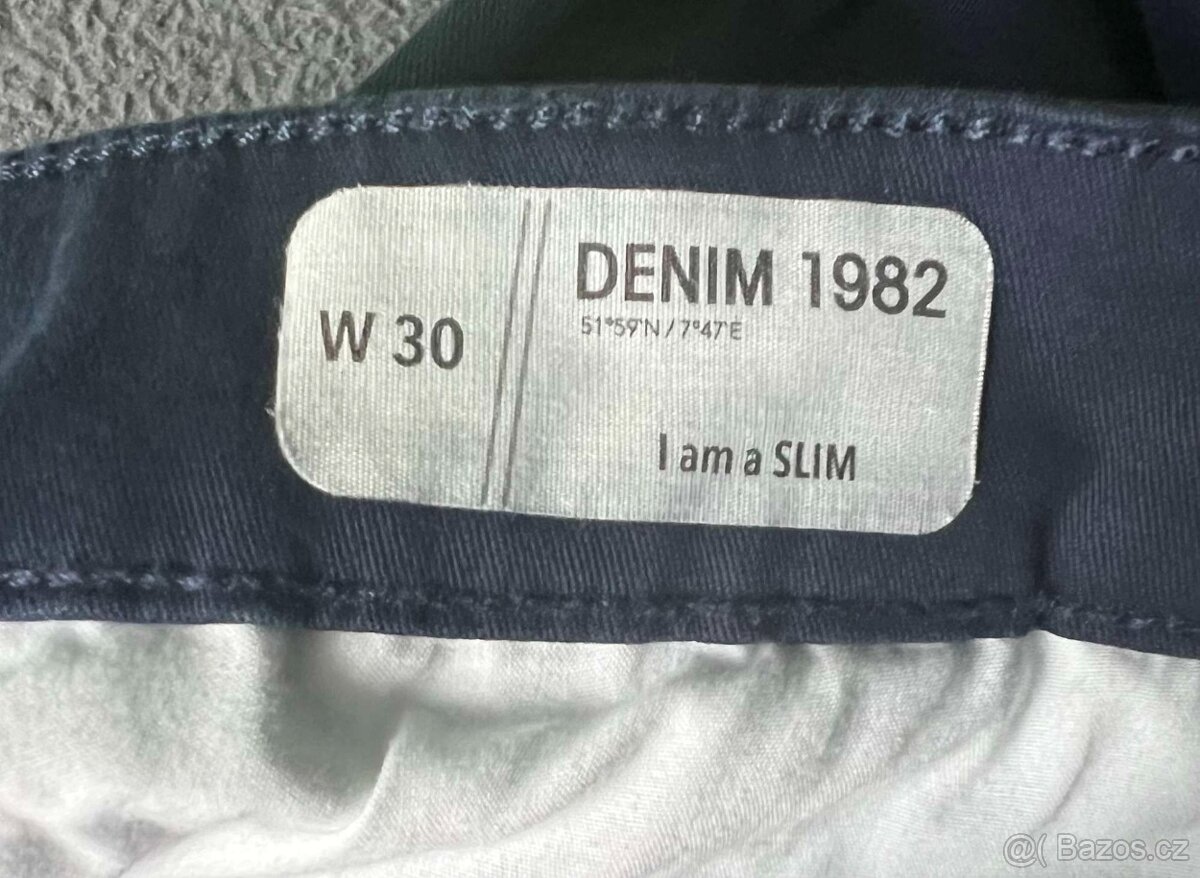 W 30
DENIM 1982
51°59'N / 7°47'E
I am a SLIM
@( Bazos.cz